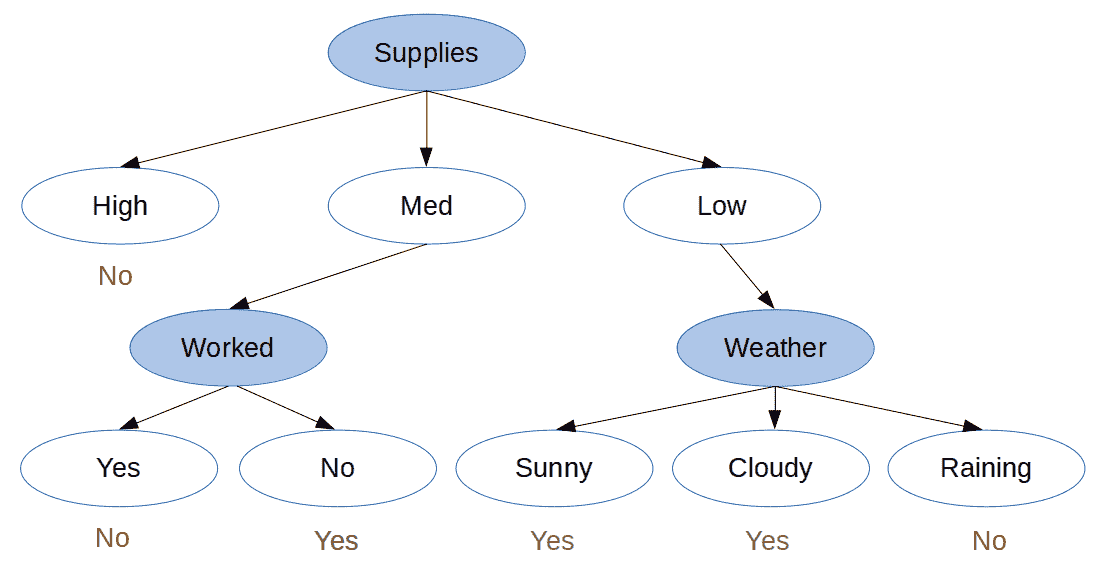 Supplies
High
Med
Low
No
Worked
Weather
Yes
No
Sunny
Cloudy
Raining
No
Yes
Yes
Yes
No